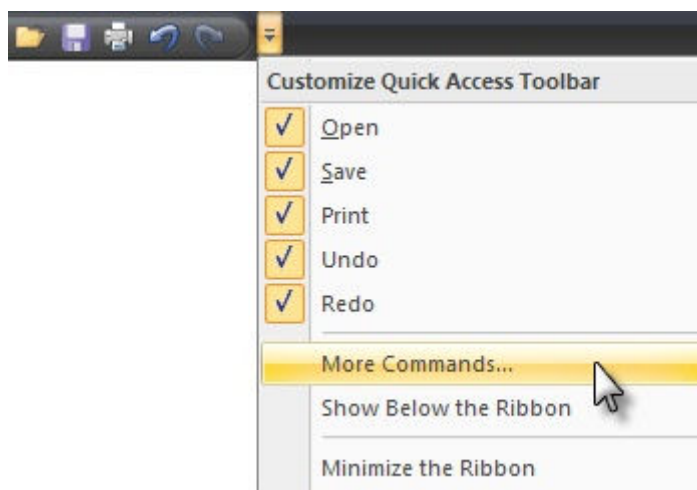 Customize Quick Access Toolbar
Open
Save
Print
Undo
Redo
More Commands...
Show Below the Ribbon
Minimize the Ribbon